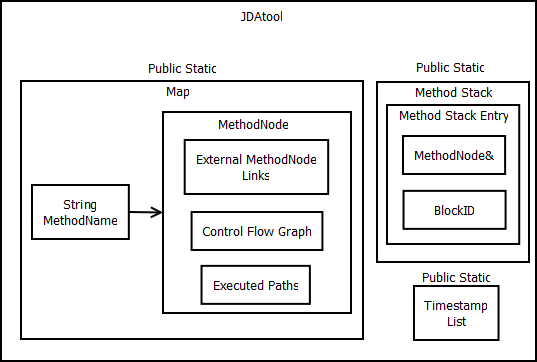 JDAtool
Public Static
Map
MethodNode
External MethodNode
Links
String
MethodName
Control Flow Graph
Executed Paths
Public Static
Method Stack
Method Stack Entry
MethodNode&
BlockID
Public Static
Timestamp
List